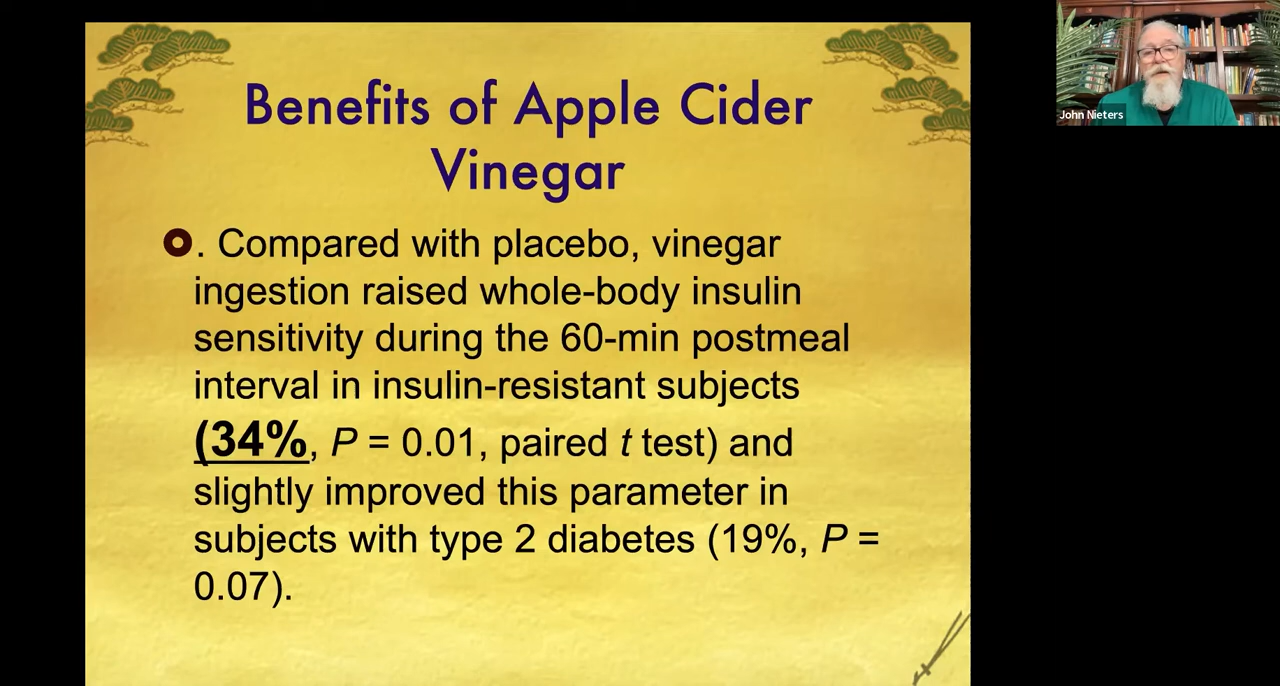 Benefits of Apple Cider
Vinegar
. Compared with placebo, vinegar
ingestion raised whole-body insulin
sensitivity during the 60-min postmeal
interval in insulin-resistant subjects
(34%, P = 0.01, paired t test) and
slightly improved this parameter in
subjects with type 2 diabetes (19%, P =
0.07).
John Nieters